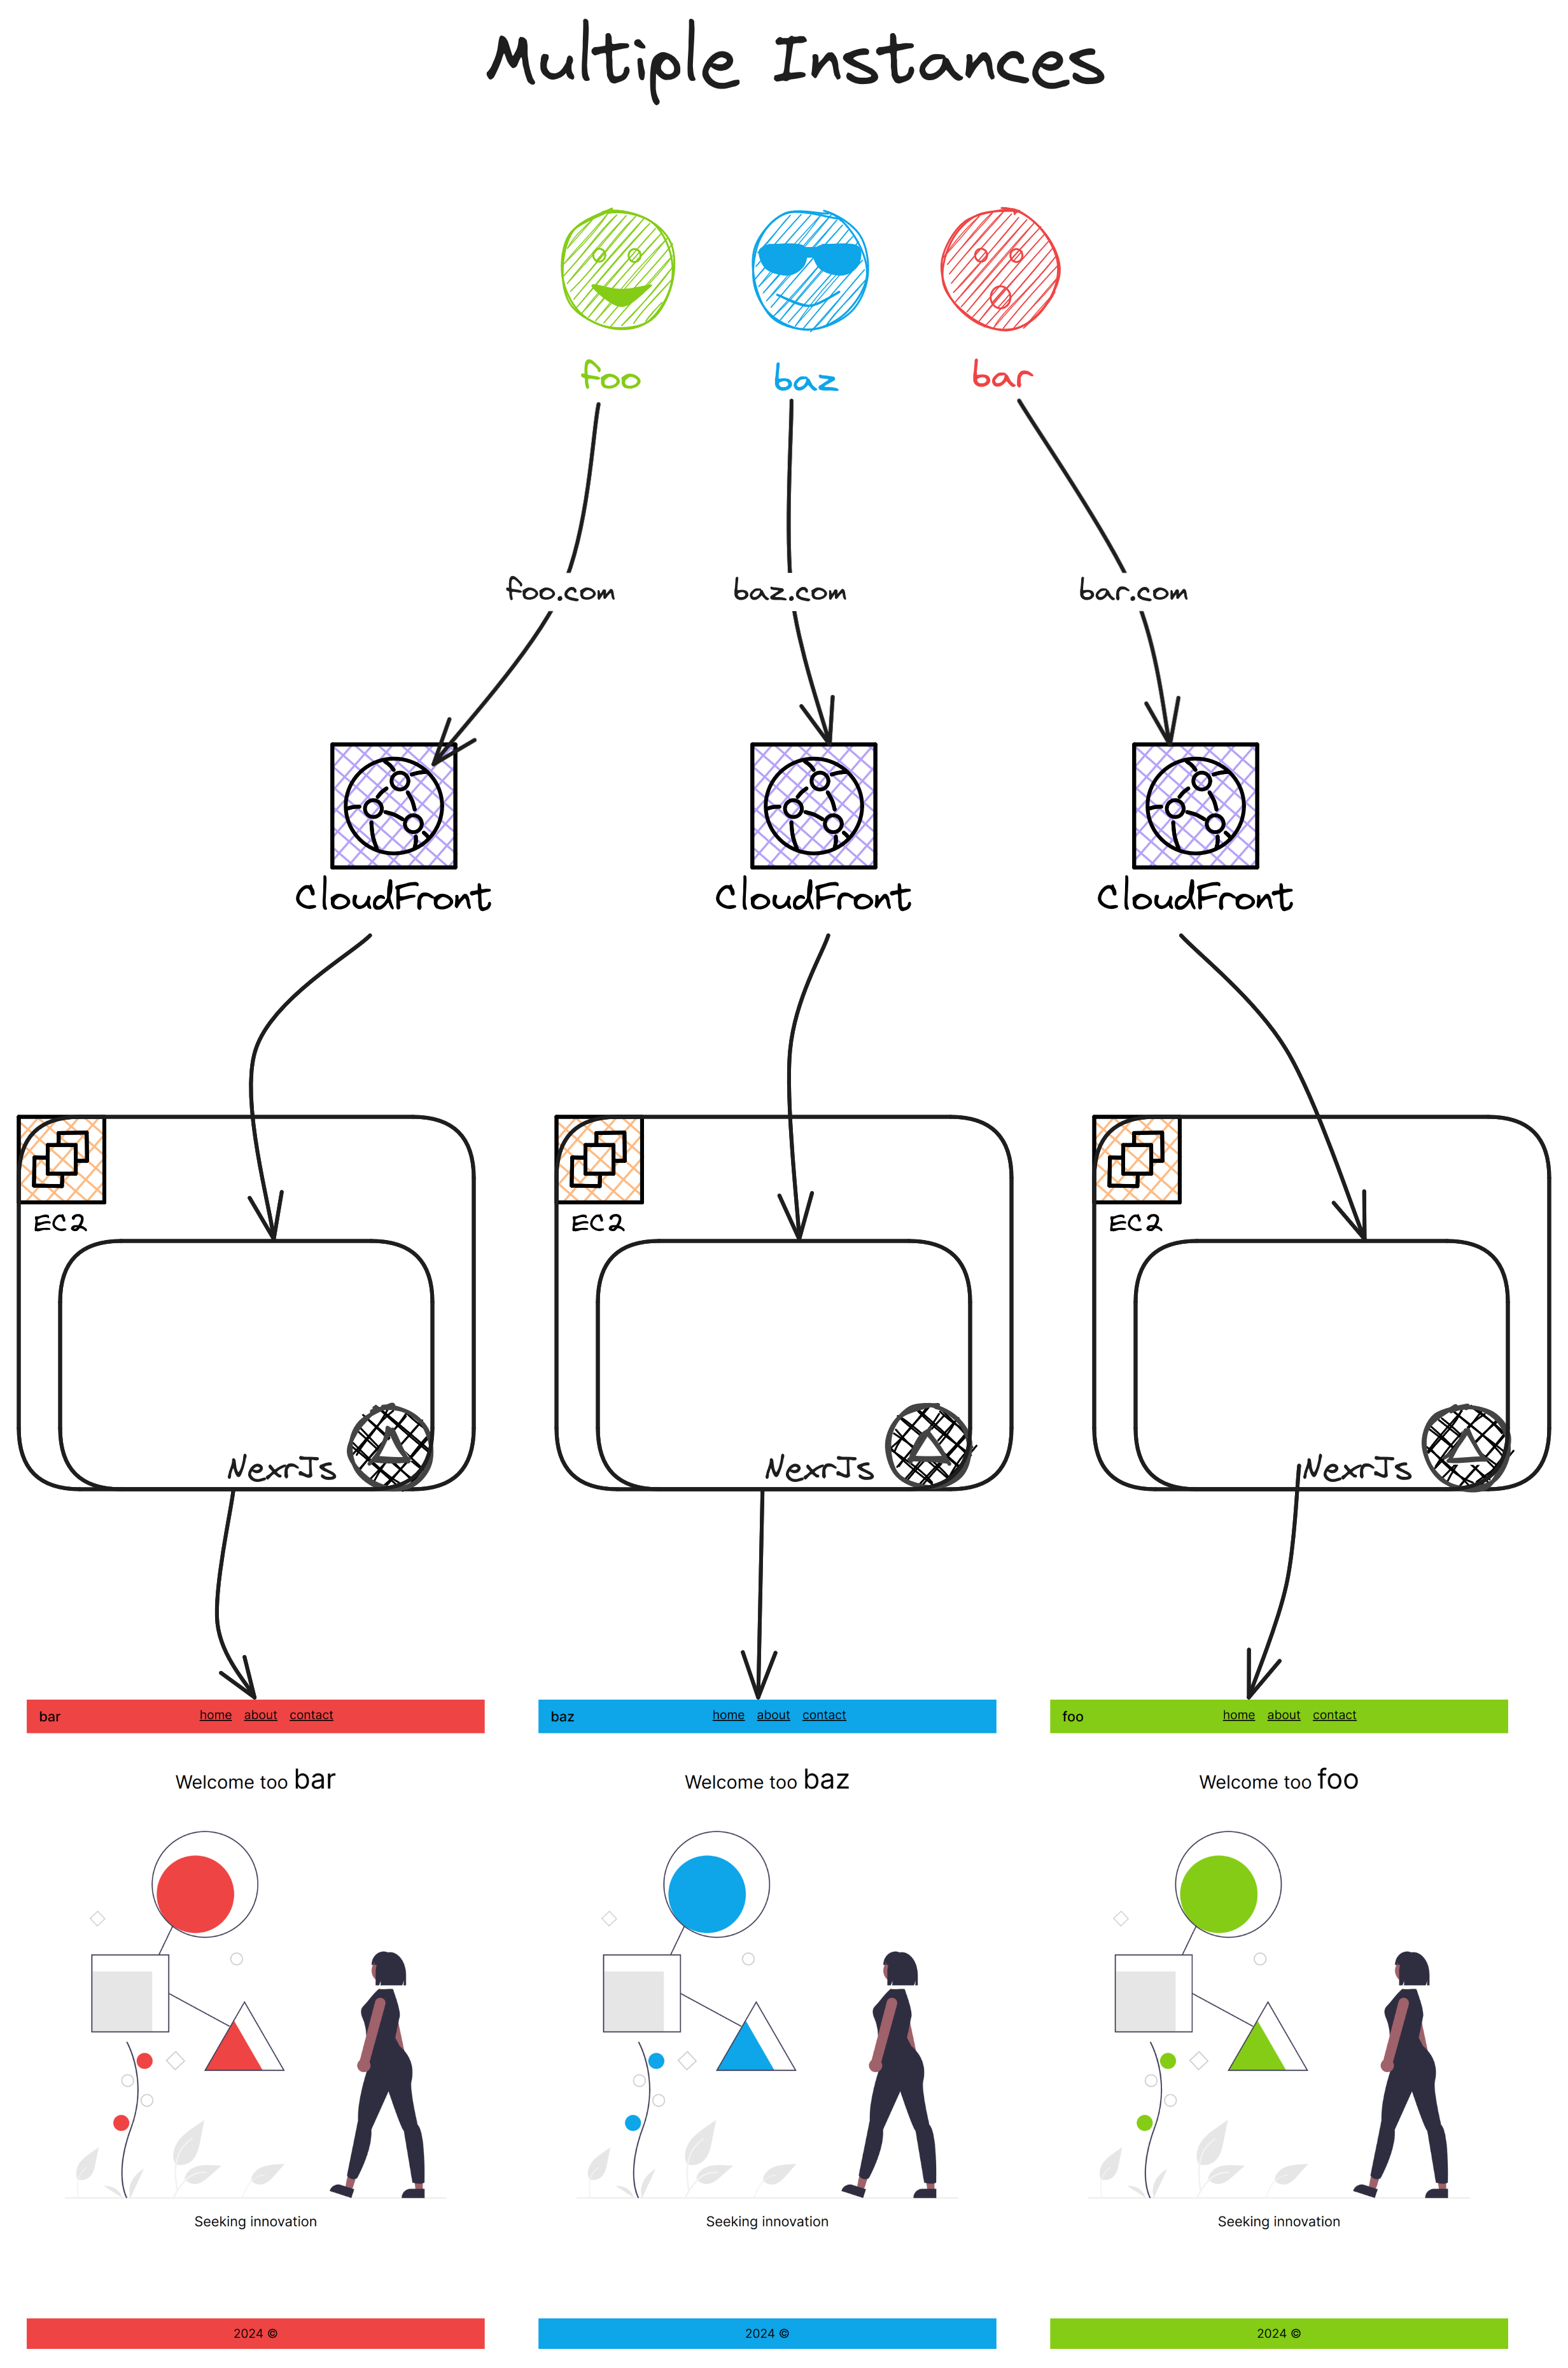 Multiple Instances
foo baz bar
foo.com baz.com bar.com
CloudFront CloudFront CloudFront
EC2 EC2 EC2
NexrJs NexrJs NexrJs
bar home about contact
baz home about contact
foo home about contact
Welcome too bar
Welcome too baz
Welcome too foo
Seeking innovation
Seeking innovation
Seeking innovation
2024 ©
2024 ©
2024 ©